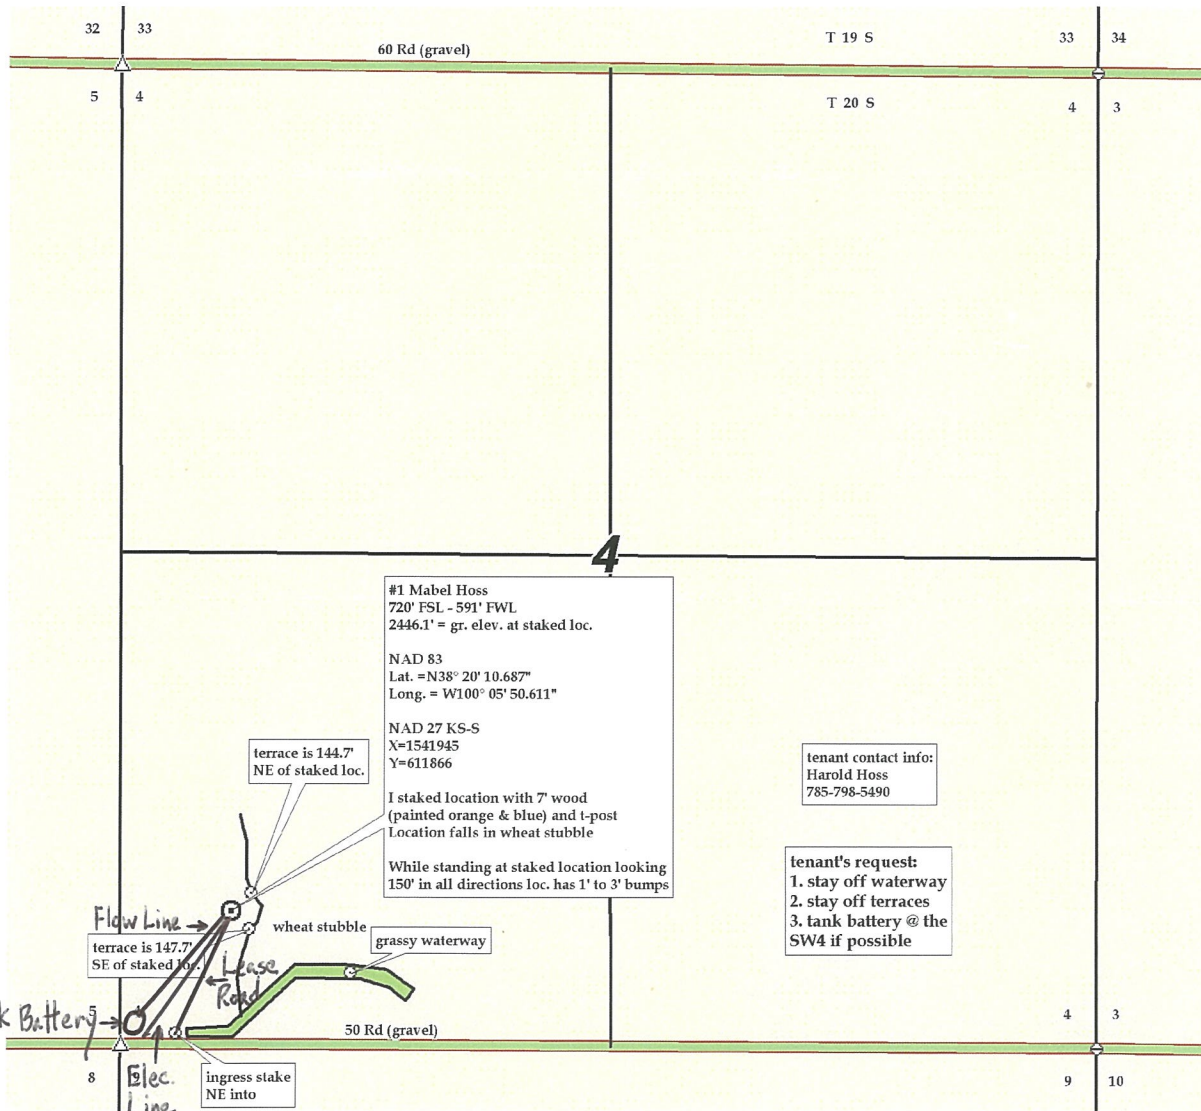 32 33
T 19 S
33 34
60 Rd (gravel)
5 4
T 20 S
4 3
4
#1 Mabel Hoss
720' FSL - 591' FWL
2446.1' = gr. elev. at staked loc.
NAD 83
Lat. =N38° 20' 10.687"
Long. = W100° 05' 50.611"
NAD 27 KS-S
X=1541945
Y=611866
I staked location with 7' wood
(painted orange & blue) and t-post
Location falls in wheat stubble
While standing at staked location looking
150' in all directions loc. has 1' to 3' bumps
terrace is 144.7'
NE of staked loc.
tenant contact info:
Harold Hoss
785-798-5490
tenant's request:
1. stay off waterway
2. stay off terraces
3. tank battery @ the
SW4 if possible
Flow Line
wheat stubble
terrace is 147.7'
SE of staked loc.
grassy waterway
Lease
Road
5
k Battery
50 Rd (gravel)
4 3
8 9
Elec.
Line
ingress stake
NE into
9 10